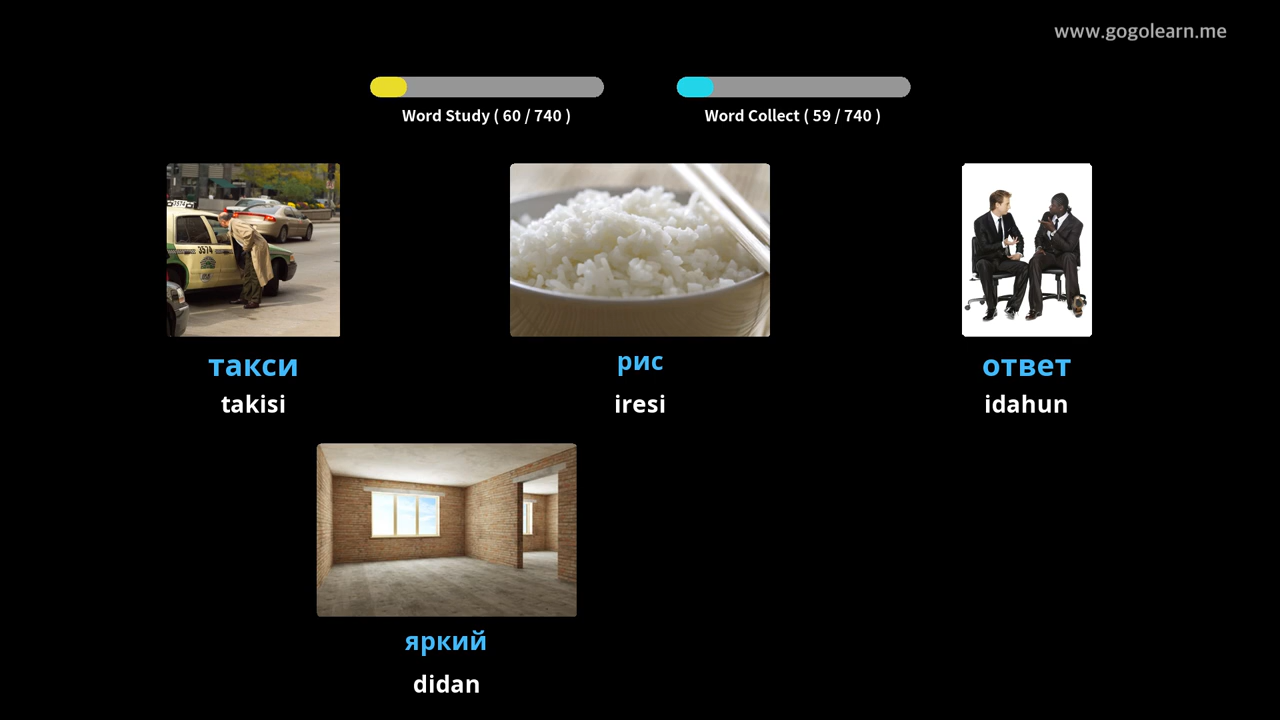 www.gogolearn.me
Word Study ( 60 / 740 )
Word Collect ( 59 / 740 )
3574
такси
takisi
рис
iresi
ответ
idahun
яркий
didan